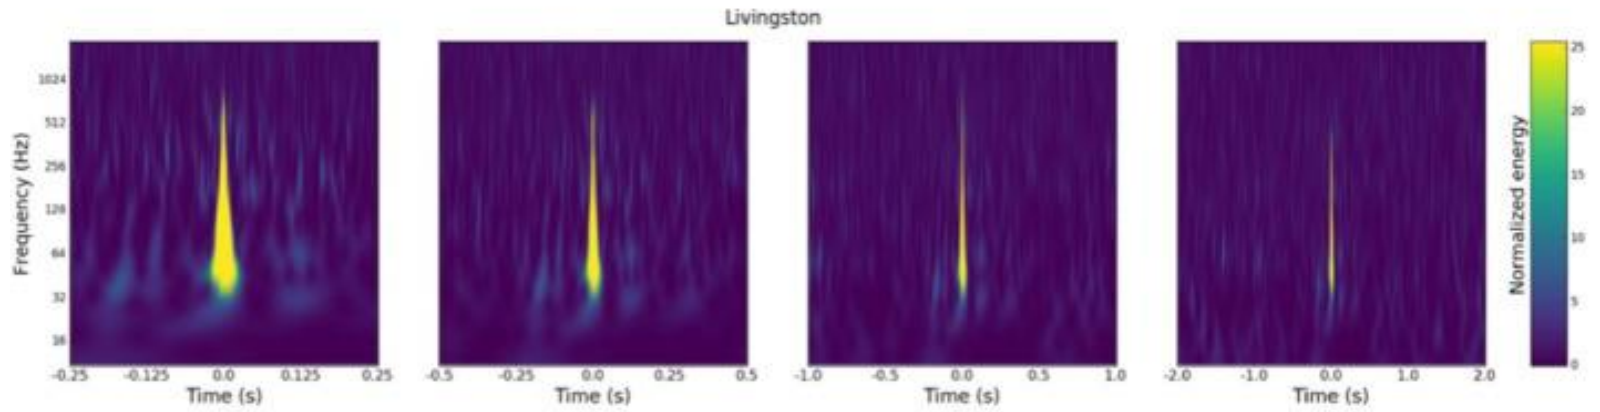 Livingston
Frequency (Hz)
1024
512
256
128
64
32
16
-0.25 -0.125 0.0 0.125 0.25
Time (s)
-0.5 -0.25 0.0 0.25 0.5
Time (s)
-1.0 -0.5 0.0 0.5 1.0
Time (s)
-2.0 -1.0 0.0 1.0 2.0
Time (s)
Normalized energy
25
20
15
10
5
0